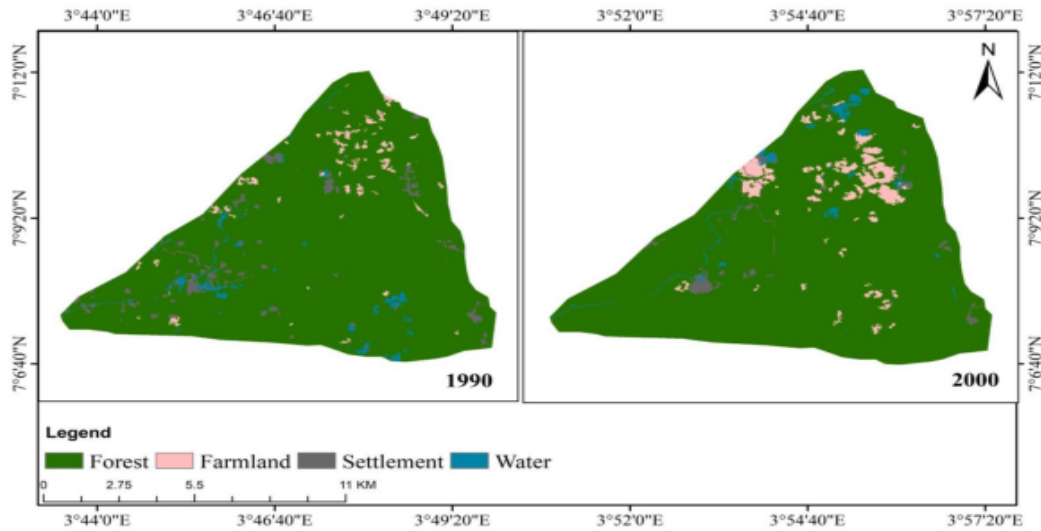 3°44'0"E 3°46'40"E 3°49'20"E 3°52'0"E 3°54'40"E 3°57'20"E
N
7°12'0"N 7°12'0"N
7°9'20"N 7°9'20"N
7°6'40"N 7°6'40"N
1990 2000
Legend
Forest Farmland Settlement Water
0 2.75 5.5 11 KM
3°44'0"E 3°46'40"E 3°49'20"E 3°52'0"E 3°54'40"E 3°57'20"E